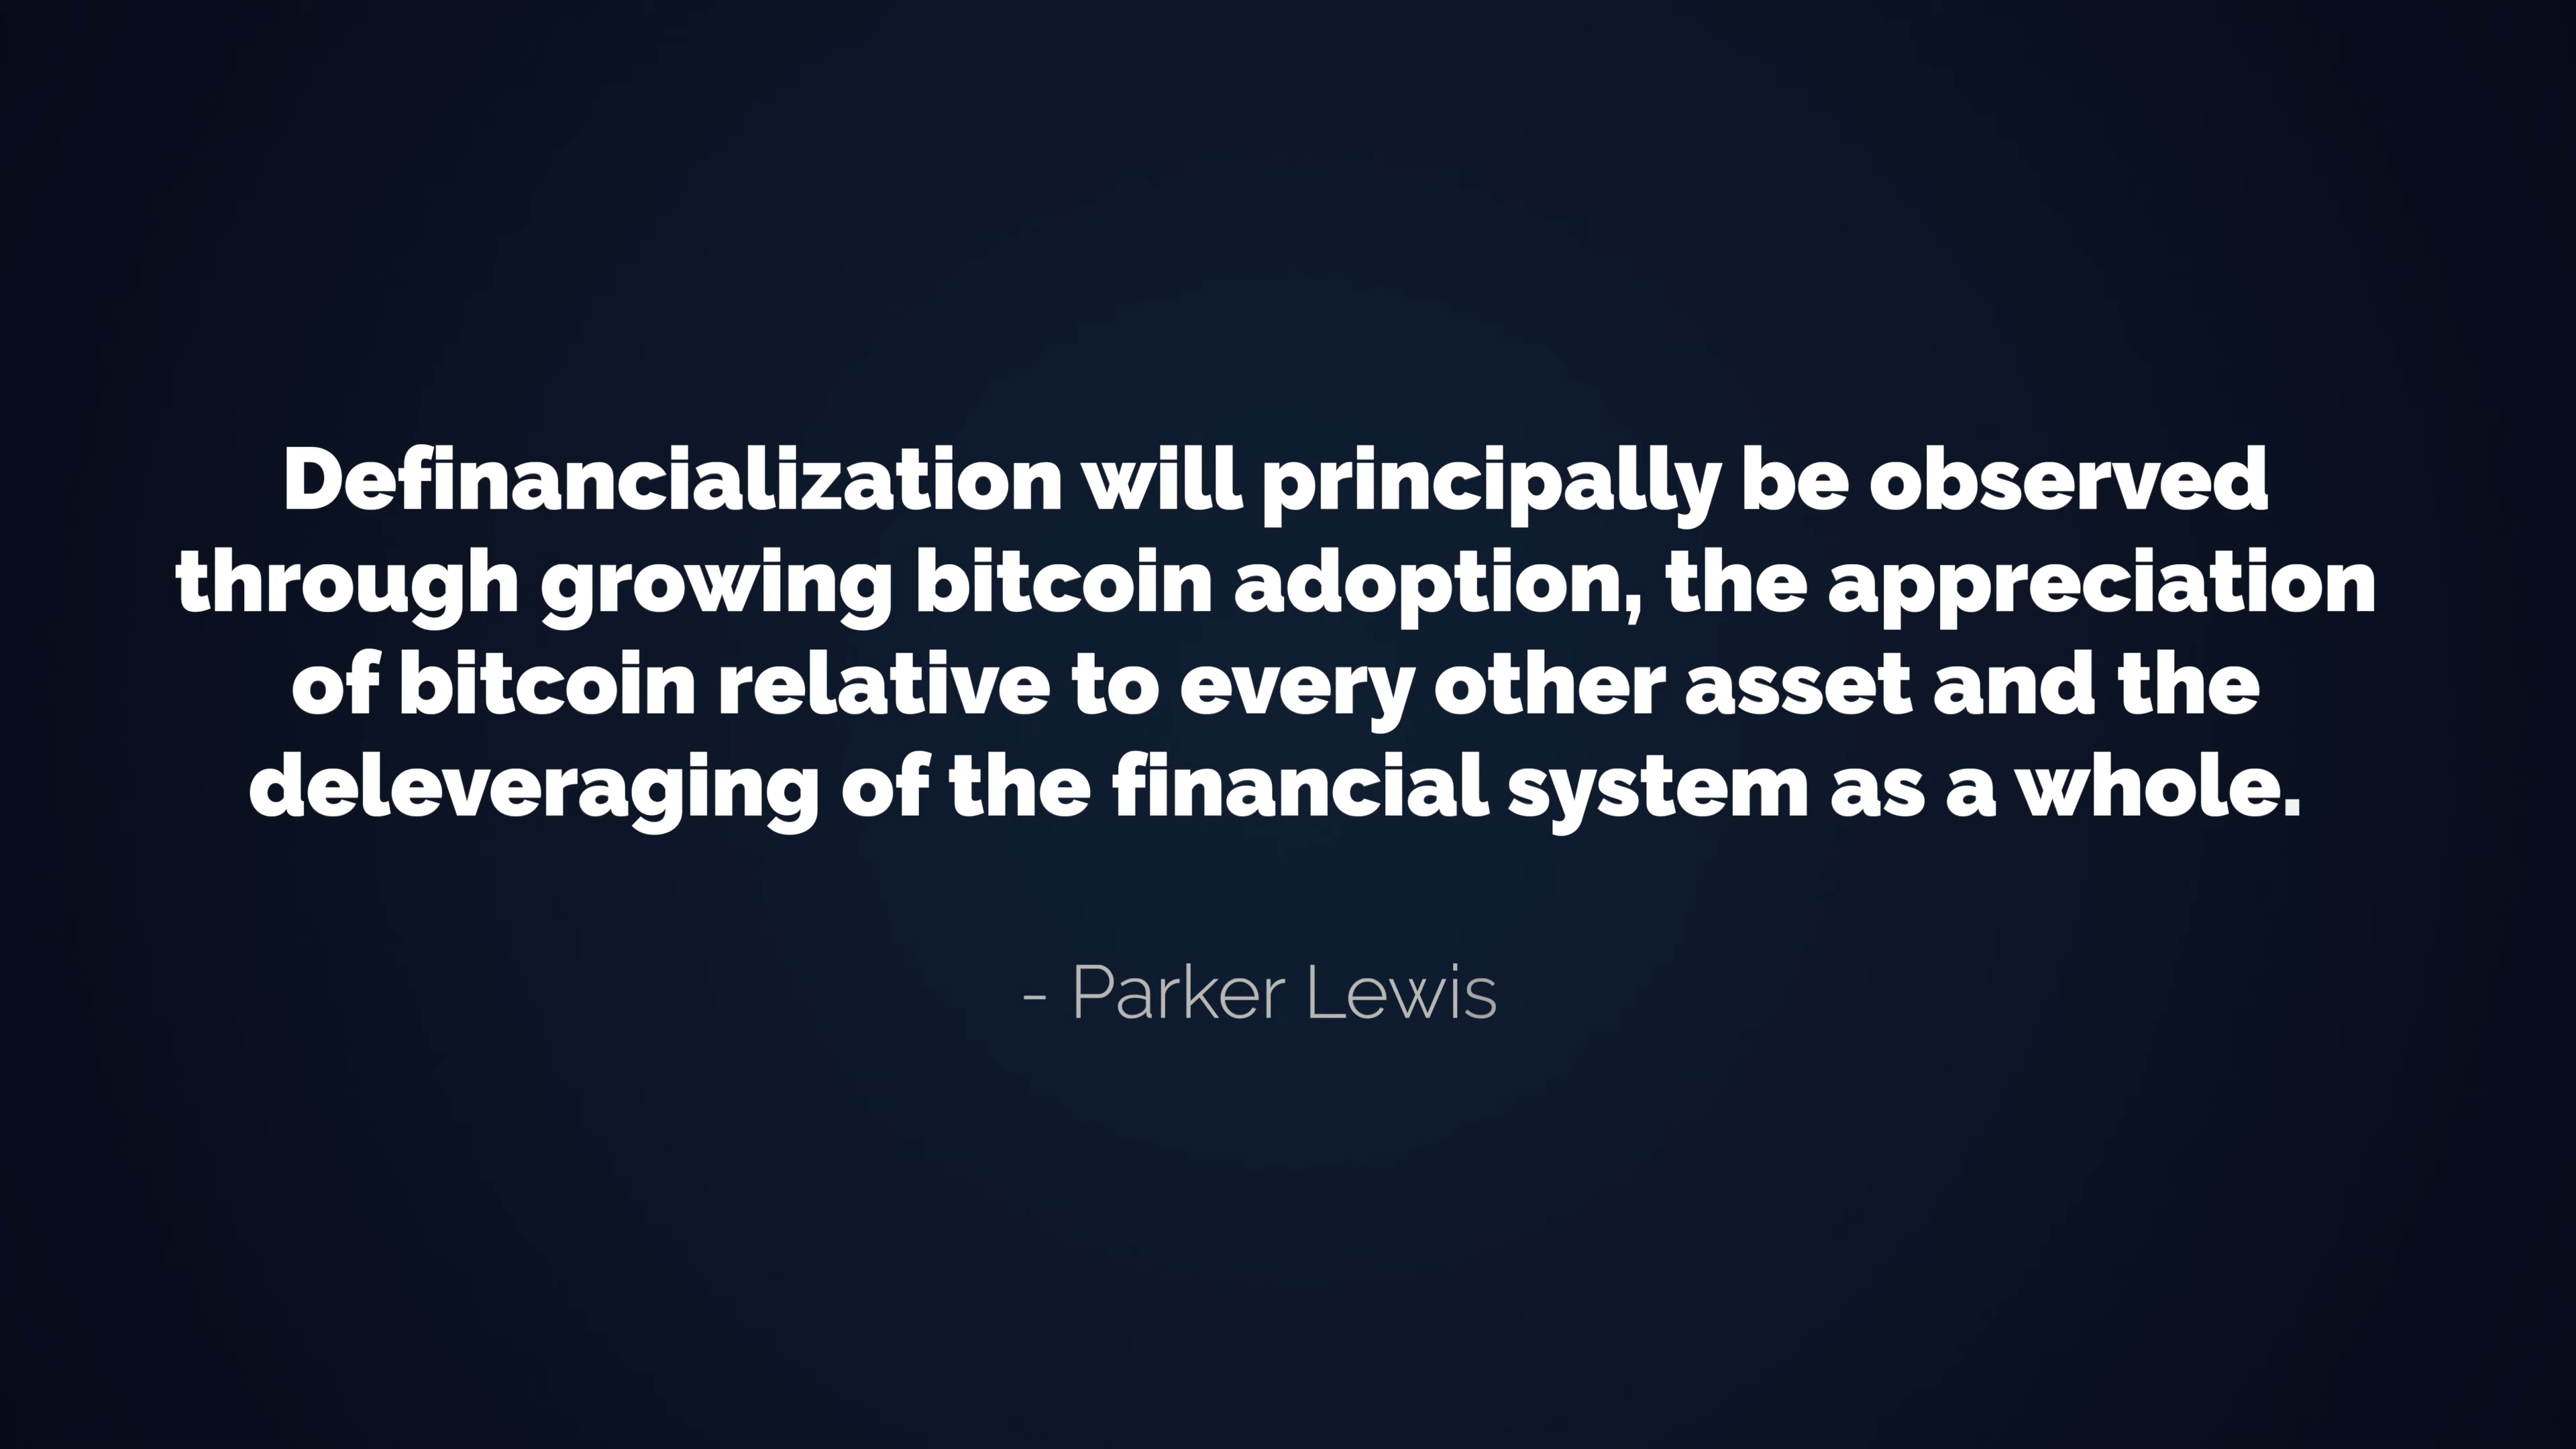 Definancialization will principally be observed
through growing bitcoin adoption, the appreciation
of bitcoin relative to every other asset and the
deleveraging of the financial system as a whole.
- Parker Lewis